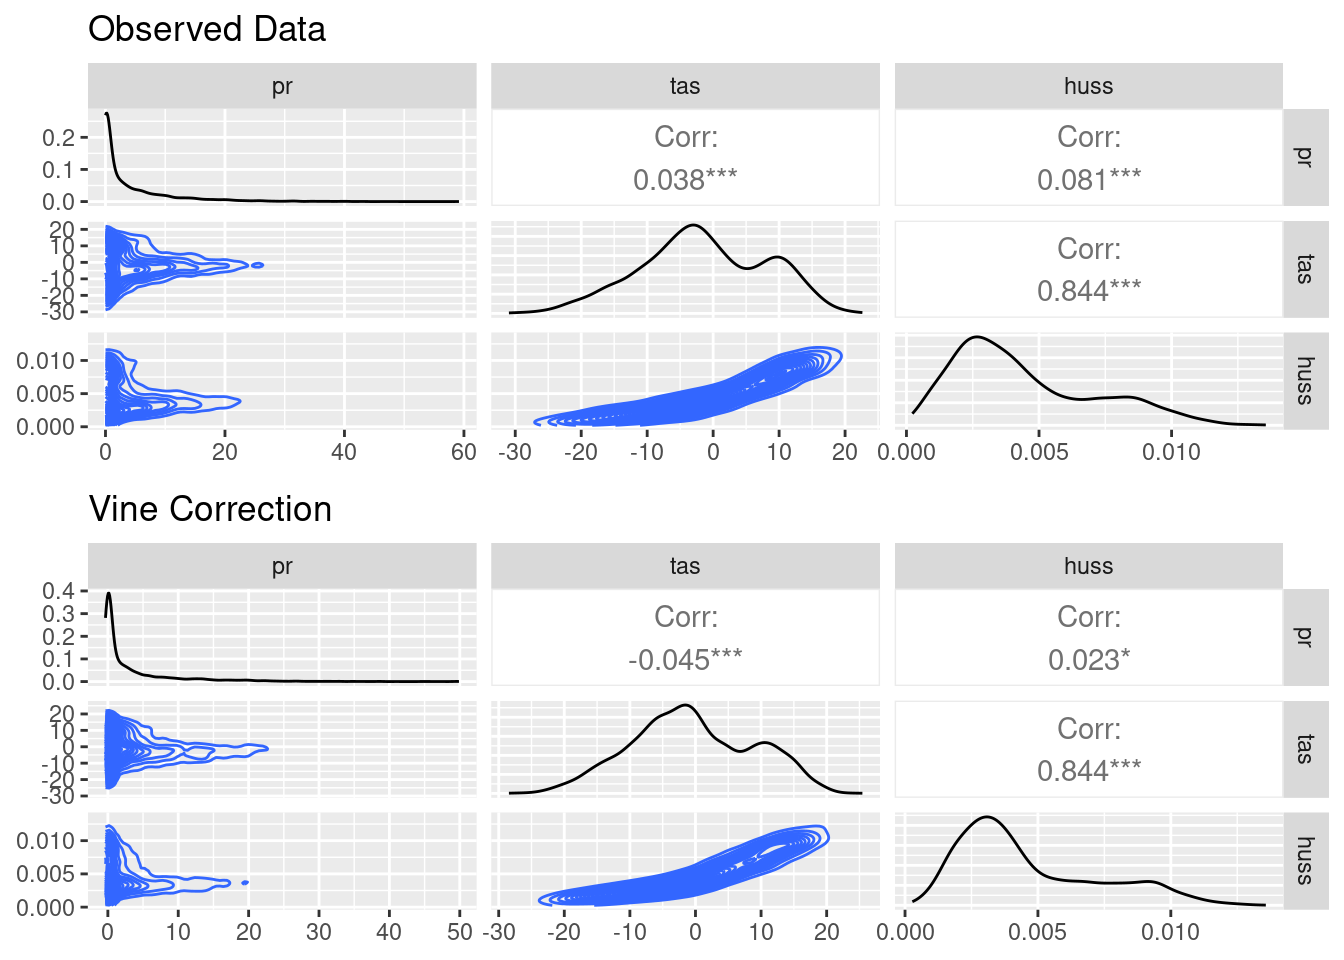 Observed Data
pr tas huss
0.2
0.1
0.0
Corr:
0.038***
Corr:
0.081***
pr
20
10
0
-10
-20
-30
Corr:
0.844***
tas
0.010
0.005
0.000
huss
0 20 40 60 -30 -20 -10 0 10 20 0.000 0.005 0.010
Vine Correction
pr tas huss
0.4
0.3
0.2
0.1
0.0
Corr:
-0.045***
Corr:
0.023*
pr
20
10
0
-10
-20
-30
Corr:
0.844***
tas
0.010
0.005
0.000
huss
0 10 20 30 40 50 -30 -20 -10 0 10 20 0.000 0.005 0.010